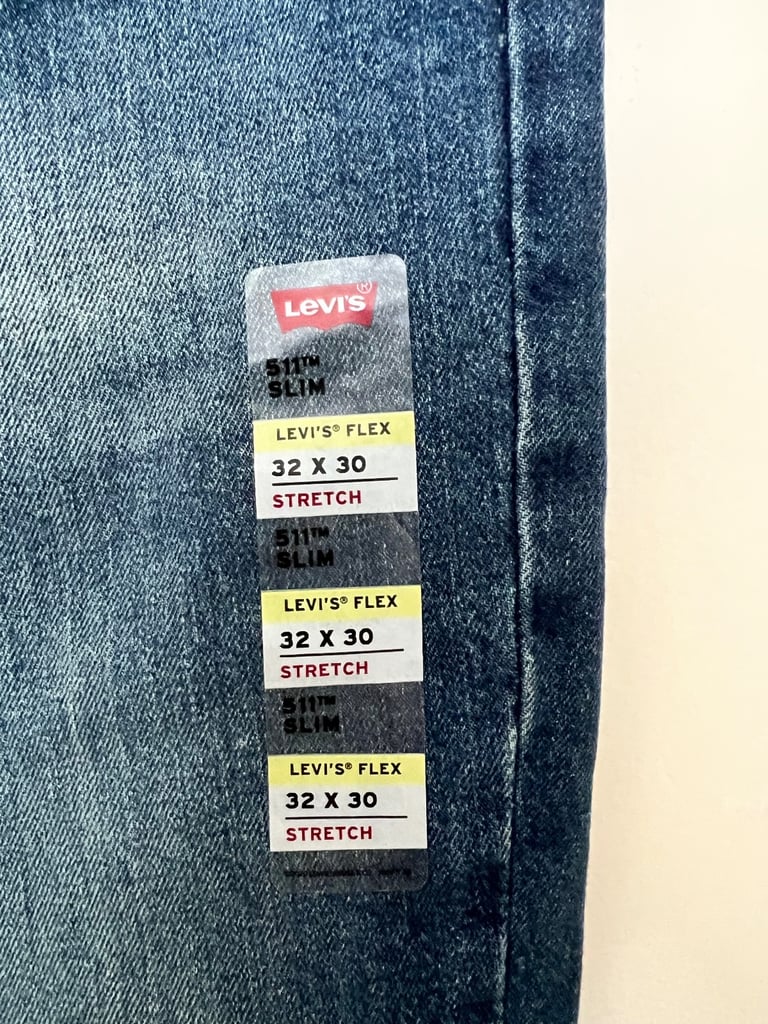 LEVI'S®
511™
SLIM
LEVI'S® FLEX
32 X 30
STRETCH
511™
SLIM
LEVI'S® FLEX
32 X 30
STRETCH
511™
SLIM
LEVI'S® FLEX
32 X 30
STRETCH